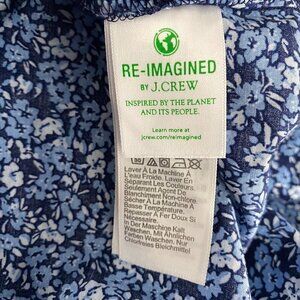 RE-IMAGINED
BY J.CREW
INSPIRED BY THE PLANET
AND ITS PEOPLE.
Learn more at
jcrew.com/reimagined
Laver À La Machine À
L'eau Froide. Laver En
Séparant Les Couleurs.
Seulement Agent De
Blanchiment Non-chlore.
Sécher À La Machine À
Basse Température.
Repasser À Fer Doux Si
Nécessaire.
In Der Maschine Kalt
Waschen. Mit Ähnlichen
Farben Waschen. Nur
Chlorfreies Bleichmittel.